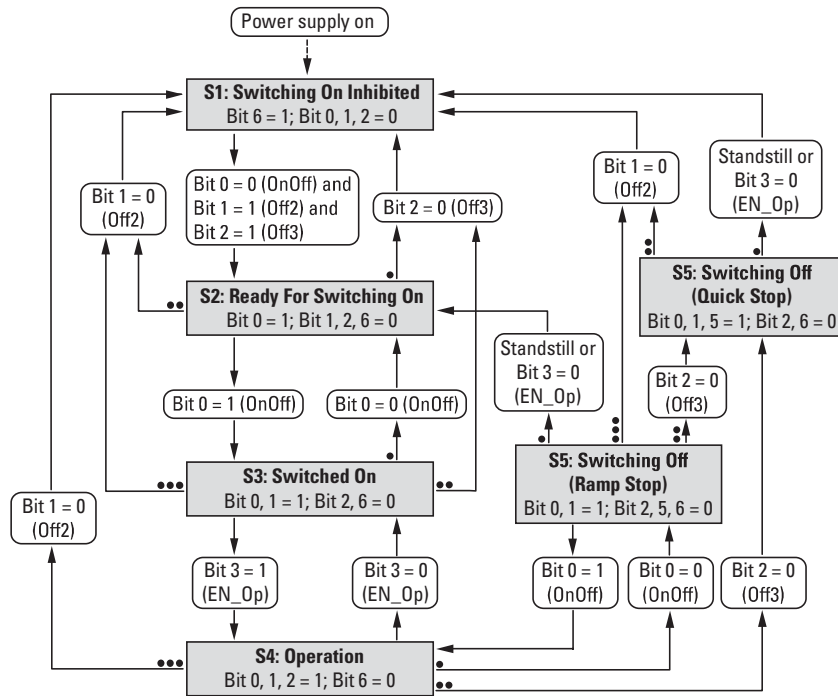 Power supply on
S1: Switching On Inhibited
Bit 6 = 1; Bit 0, 1, 2 = 0
Bit 1 = 0
(Off2)
Bit 0 = 0 (OnOff) and
Bit 1 = 1 (Off2) and
Bit 2 = 1 (Off3)
Bit 2 = 0 (Off3)
Bit 1 = 0
(Off2)
Standstill or
Bit 3 = 0
(EN_Op)
S2: Ready For Switching On
Bit 0 = 1; Bit 1, 2, 6 = 0
S5: Switching Off
(Quick Stop)
Bit 0, 1, 5 = 1; Bit 2, 6 = 0
Standstill or
Bit 3 = 0
(EN_Op)
Bit 2 = 0
(Off3)
Bit 0 = 1 (OnOff)
Bit 0 = 0 (OnOff)
S3: Switched On
Bit 0, 1 = 1; Bit 2, 6 = 0
S5: Switching Off
(Ramp Stop)
Bit 0, 1 = 1; Bit 2, 5, 6 = 0
Bit 1 = 0
(Off2)
Bit 3 = 1
(EN_Op)
Bit 3 = 0
(EN_Op)
Bit 0 = 1
(OnOff)
Bit 0 = 0
(OnOff)
Bit 2 = 0
(Off3)
S4: Operation
Bit 0, 1, 2 = 1; Bit 6 = 0